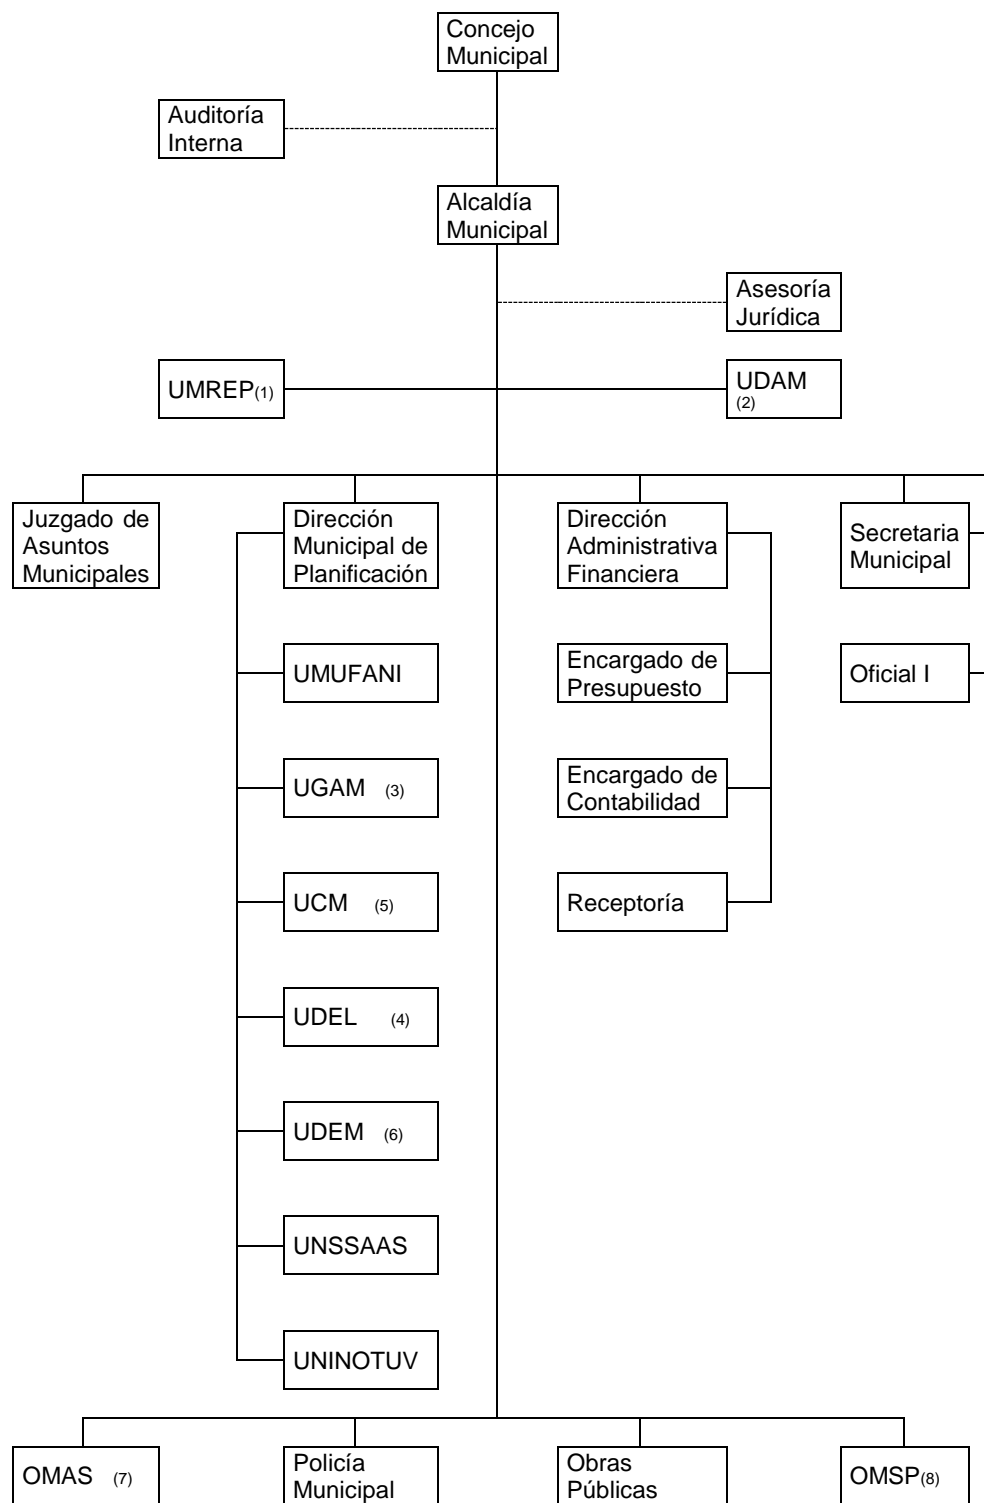 Concejo
Municipal
Auditoría
Interna
Alcaldía
Municipal
Asesoría
Jurídica
UMREP(1)
UDAM
(2)
Juzgado de
Asuntos
Municipales
Dirección
Municipal de
Planificación
Dirección
Administrativa
Financiera
Secretaria
Municipal
UMUFANI
Encargado de
Presupuesto
Oficial I
UGAM (3)
Encargado de
Contabilidad
UCM (5)
Receptoría
UDEL (4)
UDEM (6)
UNSSAAS
UNINOTUV
OMAS (7)
Policía
Municipal
Obras
Públicas
OMSP(8)